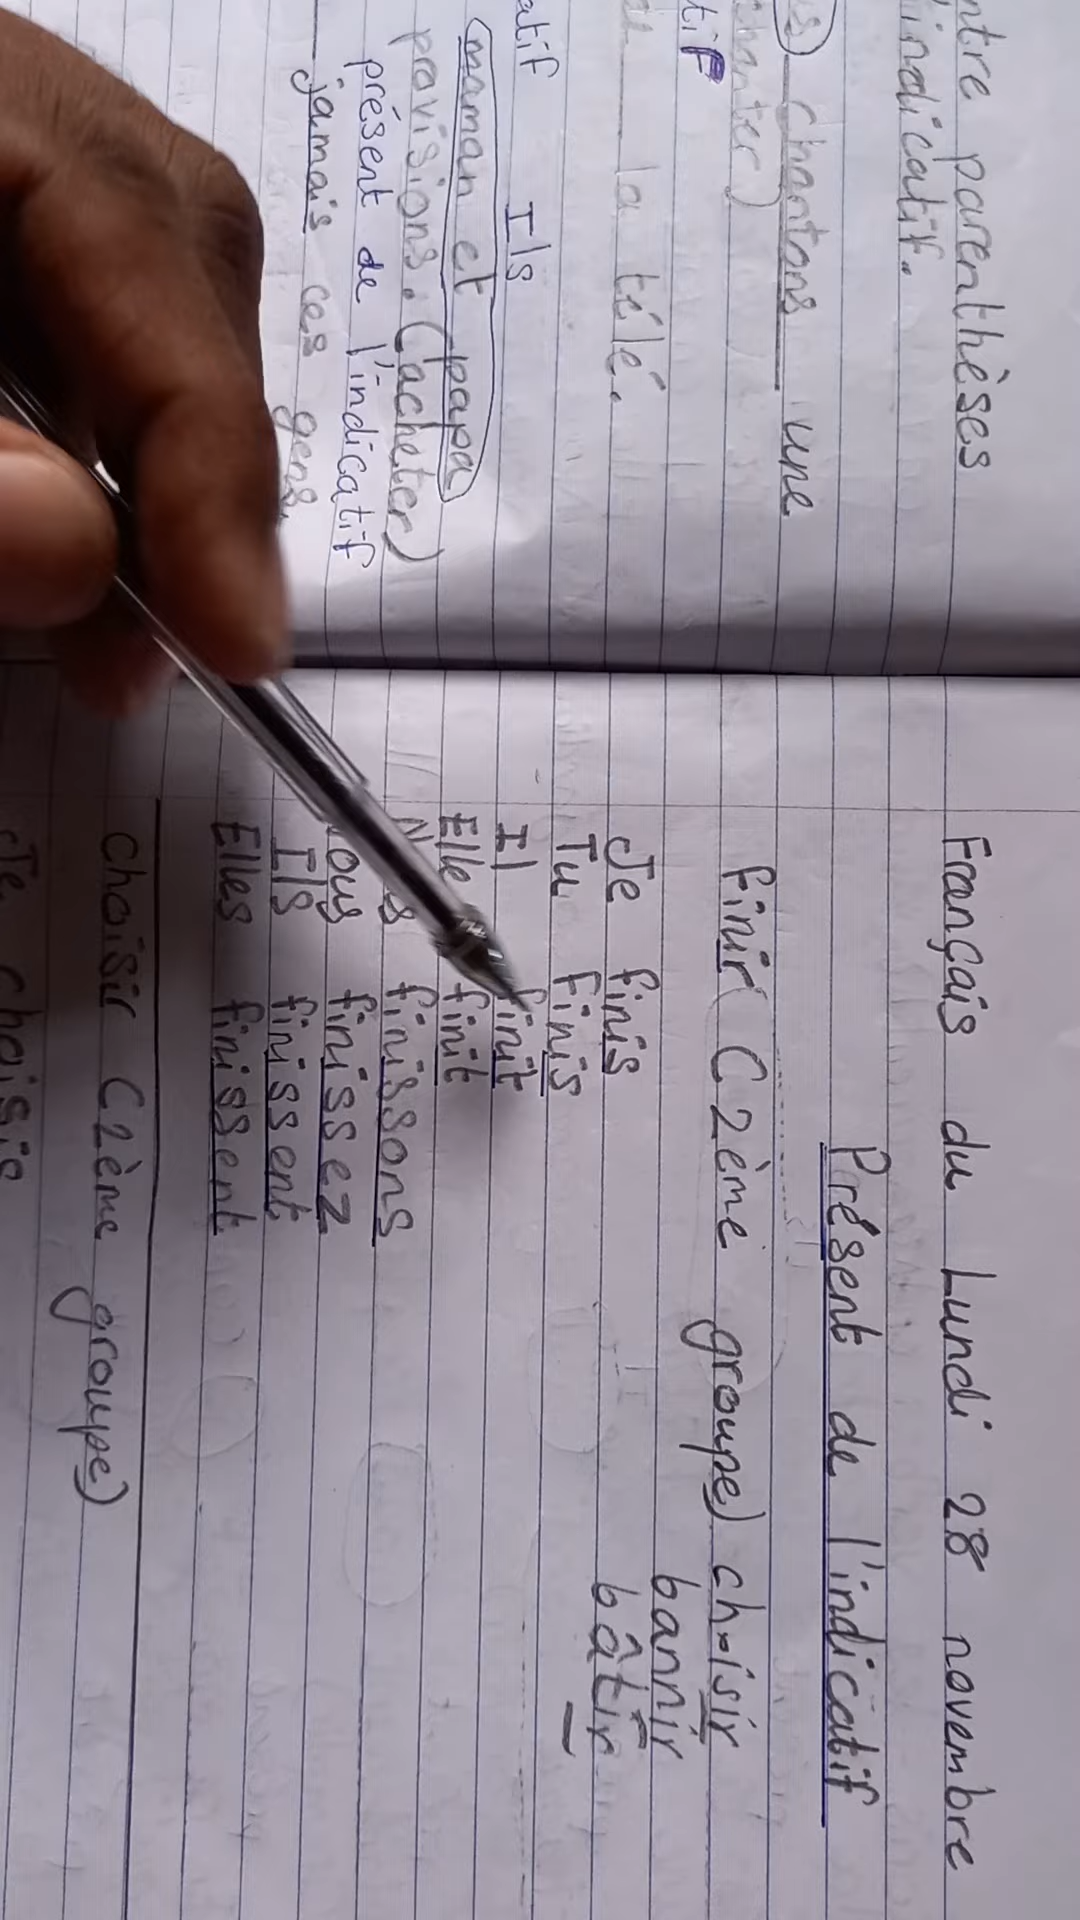 ntre parenthèses
indicatif.
chantons une
chanter)
tif
la télé.
atif Ils
maman et papa
provisions. (acheter)
présent de l'indicatif
jamais ces gens.
Français du Lundi 28 novembre
Présent de l'indicatif
finir (2ème groupe) choisir
bannir
bâtir
Je finis
Tu finis
Il finit
Elle finit
finissons
finissez
Ils finissent
Elles finissent
choisir (2ème groupe)
Je choisis